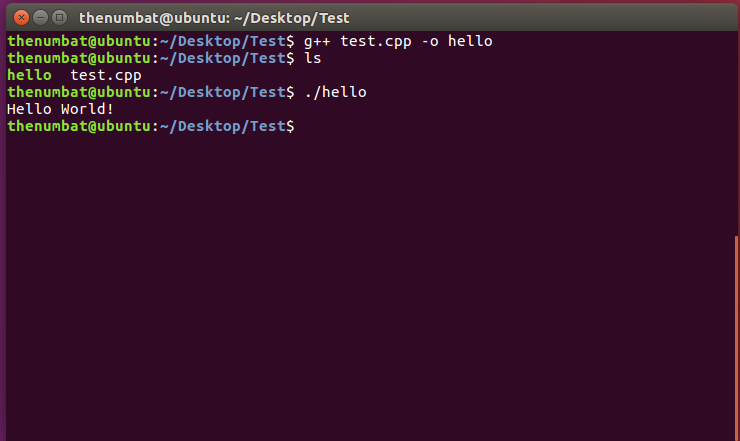 thenumbat@ubuntu: ~/Desktop/Test
thenumbat@ubuntu:~/Desktop/Test$ g++ test.cpp -o hello
thenumbat@ubuntu:~/Desktop/Test$ ls
hello  test.cpp
thenumbat@ubuntu:~/Desktop/Test$ ./hello
Hello World!
thenumbat@ubuntu:~/Desktop/Test$